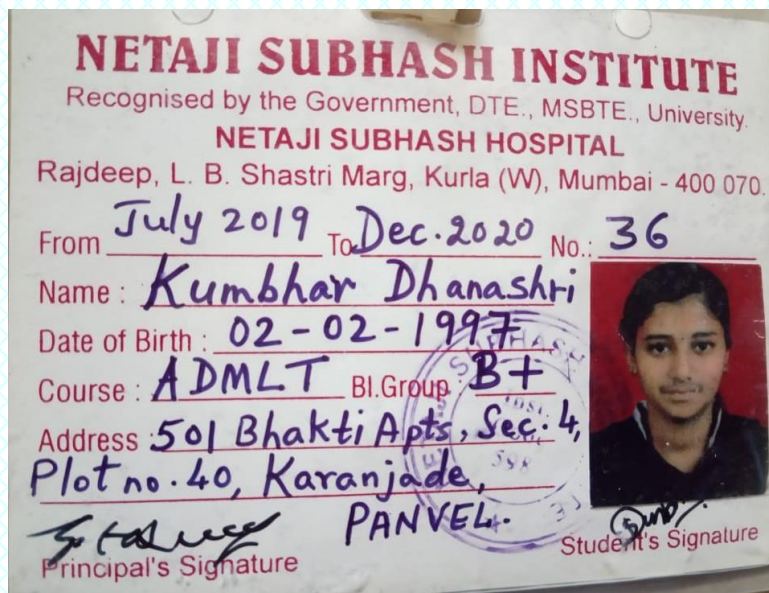 NETAJI SUBHASH INSTITUTE
Recognised by the Government, DTE., MSBTE., University.
NETAJI SUBHASH HOSPITAL
Rajdeep, L. B. Shastri Marg, Kurla (W), Mumbai - 400 070.
From July 2019 To Dec. 2020 No.: 36
Name : Kumbhar Dhanashri
Date of Birth : 02-02-1997
Course : ADMLT Bl.Group : B+
Address : 501 Bhakti Apts, Sec. 4,
Plot no. 40, Karanjade,
PANVEL.
Principal's Signature
Student's Signature
SUBHASH
598